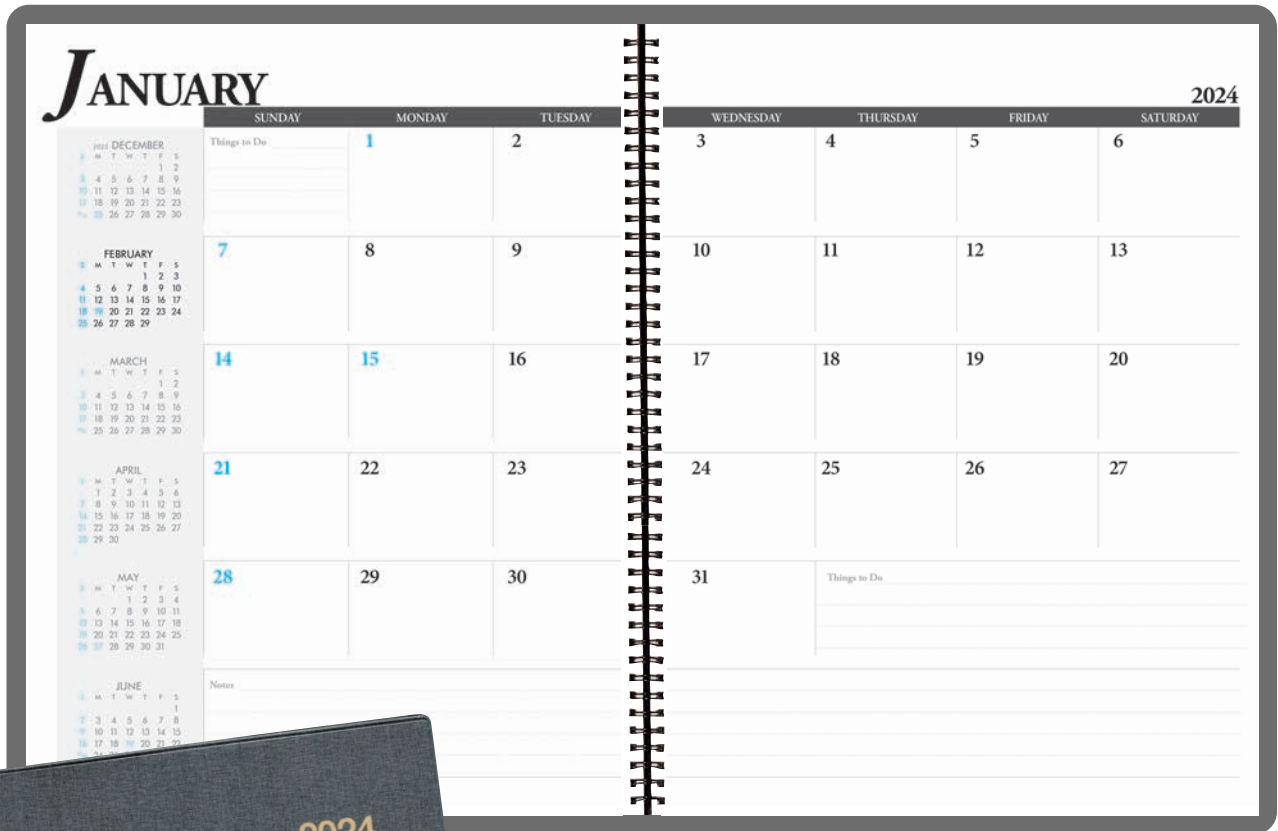 JANUARY
2024
SUNDAY MONDAY TUESDAY WEDNESDAY THURSDAY FRIDAY SATURDAY
Things to Do 1 2 3 4 5 6
7 8 9 10 11 12 13
14 15 16 17 18 19 20
21 22 23 24 25 26 27
28 29 30 31 Things to Do
Notes
2023 DECEMBER
S M T W T F S
1 2
3 4 5 6 7 8 9
10 11 12 13 14 15 16
17 18 19 20 21 22 23
25 26 27 28 29 30
FEBRUARY
S M T W T F S
1 2 3
4 5 6 7 8 9 10
11 12 13 14 15 16 17
18 19 20 21 22 23 24
25 26 27 28 29
MARCH
S M T W T F S
1 2
3 4 5 6 7 8 9
10 11 12 13 14 15 16
17 18 19 20 21 22 23
25 26 27 28 29 30
APRIL
S M T W T F S
1 2 3 4 5 6
7 8 9 10 11 12 13
14 15 16 17 18 19 20
21 22 23 24 25 26 27
28 29 30
MAY
S M T W T F S
1 2 3 4
5 6 7 8 9 10 11
12 13 14 15 16 17 18
19 20 21 22 23 24 25
26 27 28 29 30 31
JUNE
S M T W T F S
1
2 3 4 5 6 7 8
9 10 11 12 13 14 15
16 17 18 19 20 21 22
2024